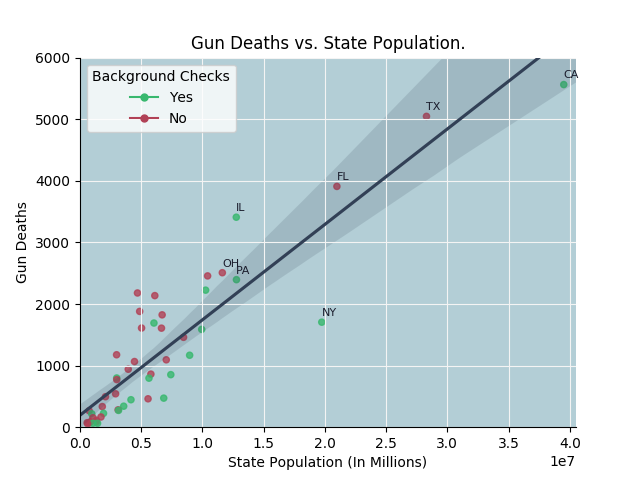 Gun Deaths vs. State Population.
6000
5000
4000
3000
2000
1000
0
Gun Deaths
Background Checks
Yes
No
CA
TX
FL
IL
OH
PA
NY
0.0 0.5 1.0 1.5 2.0 2.5 3.0 3.5 4.0
1e7
State Population (In Millions)